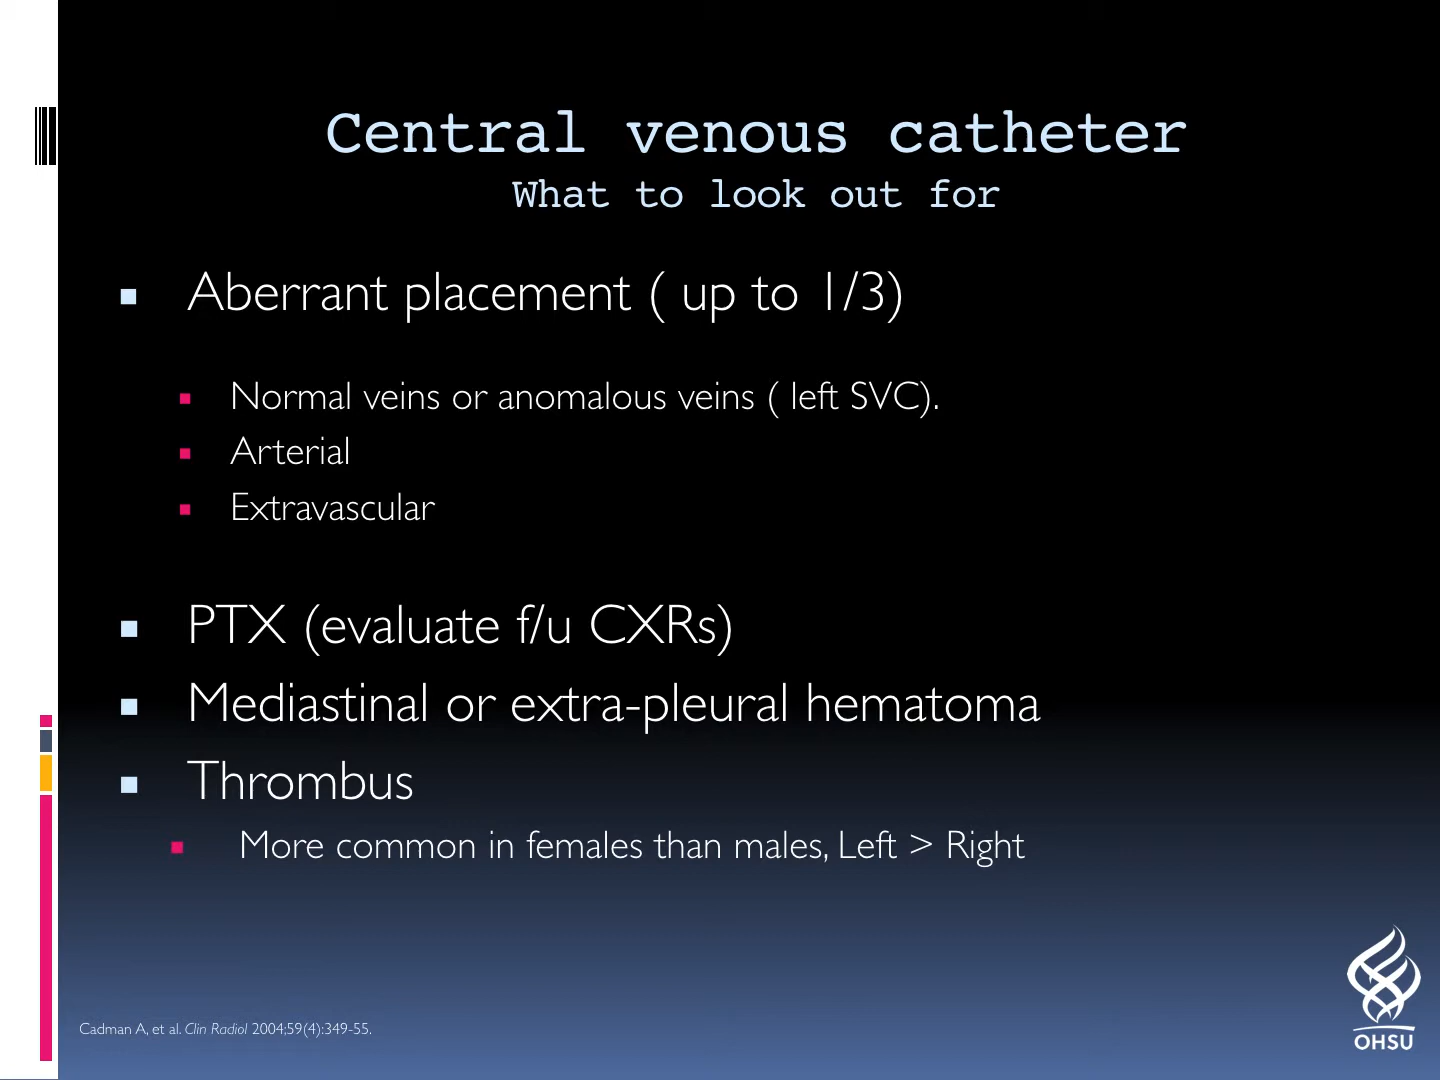 Central venous catheter
What to look out for
Aberrant placement ( up to 1/3)
Normal veins or anomalous veins ( left SVC).
Arterial
Extravascular
PTX (evaluate f/u CXRs)
Mediastinal or extra-pleural hematoma
Thrombus
More common in females than males, Left > Right
Cadman A, et al. Clin Radiol 2004;59(4):349-55.
OHSU